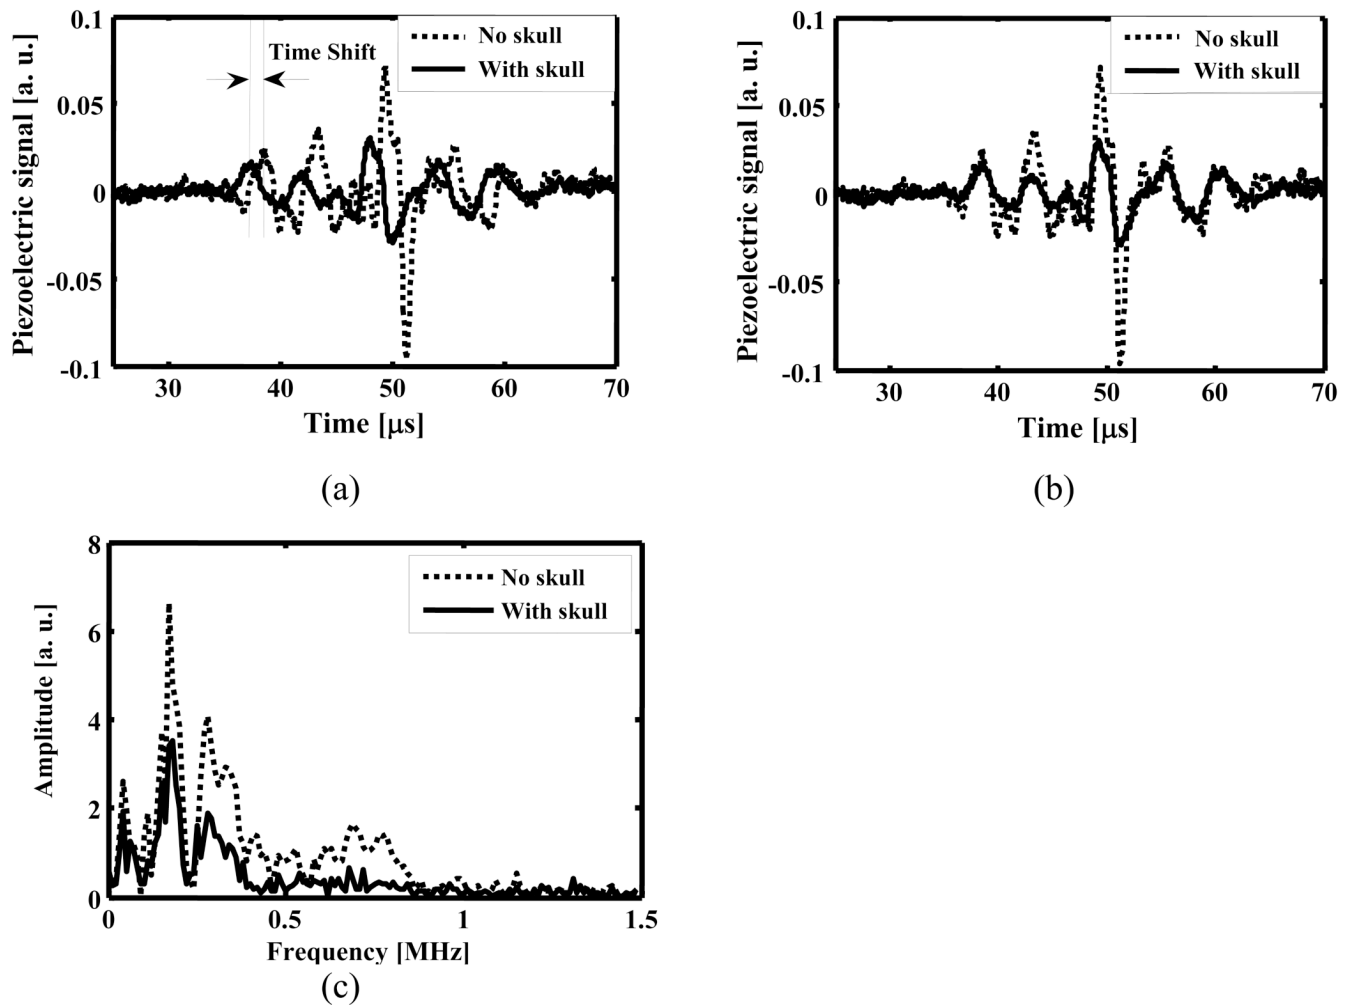 0.1
0.05
0
-0.05
-0.1
Piezoelectric signal [a. u.]
Time Shift
No skull
With skull
30 40 50 60 70
Time [μs]
(a)
0.1
0.05
0
-0.05
-0.1
Piezoelectric signal [a. u.]
No skull
With skull
30 40 50 60 70
Time [μs]
(b)
8
6
4
2
0
Amplitude [a. u.]
No skull
With skull
0 0.5 1 1.5
Frequency [MHz]
(c)